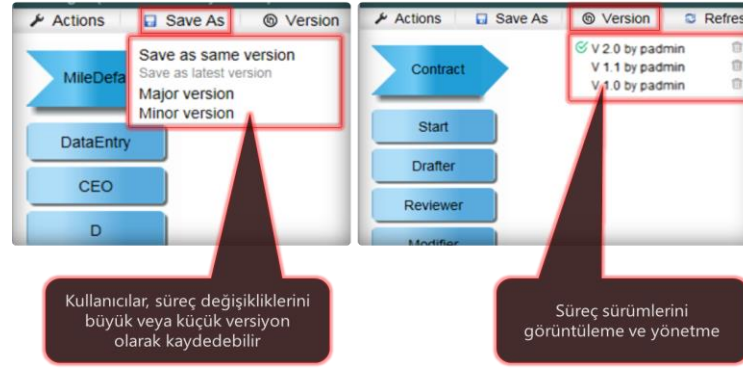 Actions Save As Version
Save as same version
Save as latest version
Major version
Minor version
DataEntry
CEO
D
Kullanıcılar, süreç değişikliklerini
büyük veya küçük versiyon
olarak kaydedebilir
Actions Save As Version
V 2.0 by padmin
V 1.1 by padmin
V 1.0 by padmin
Contract
Start
Drafter
Reviewer
Modifier
Süreç sürümlerini
görüntüleme ve yönetme